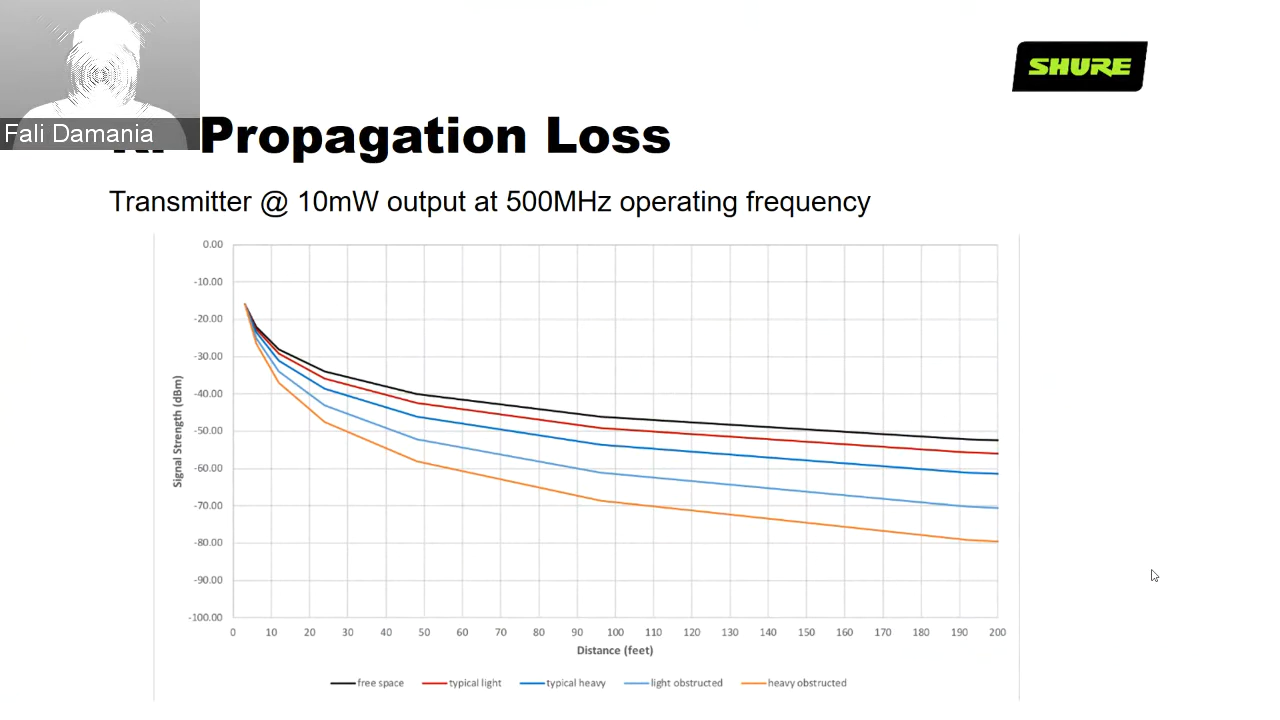 SHURE
Fali Damania
Propagation Loss
Transmitter @ 10mW output at 500MHz operating frequency
0.00
-10.00
-20.00
-30.00
-40.00
-50.00
-60.00
-70.00
-80.00
-90.00
-100.00
Signal Strength (dBm)
0 10 20 30 40 50 60 70 80 90 100 110 120 130 140 150 160 170 180 190 200
Distance (feet)
free space typical light typical heavy light obstructed heavy obstructed